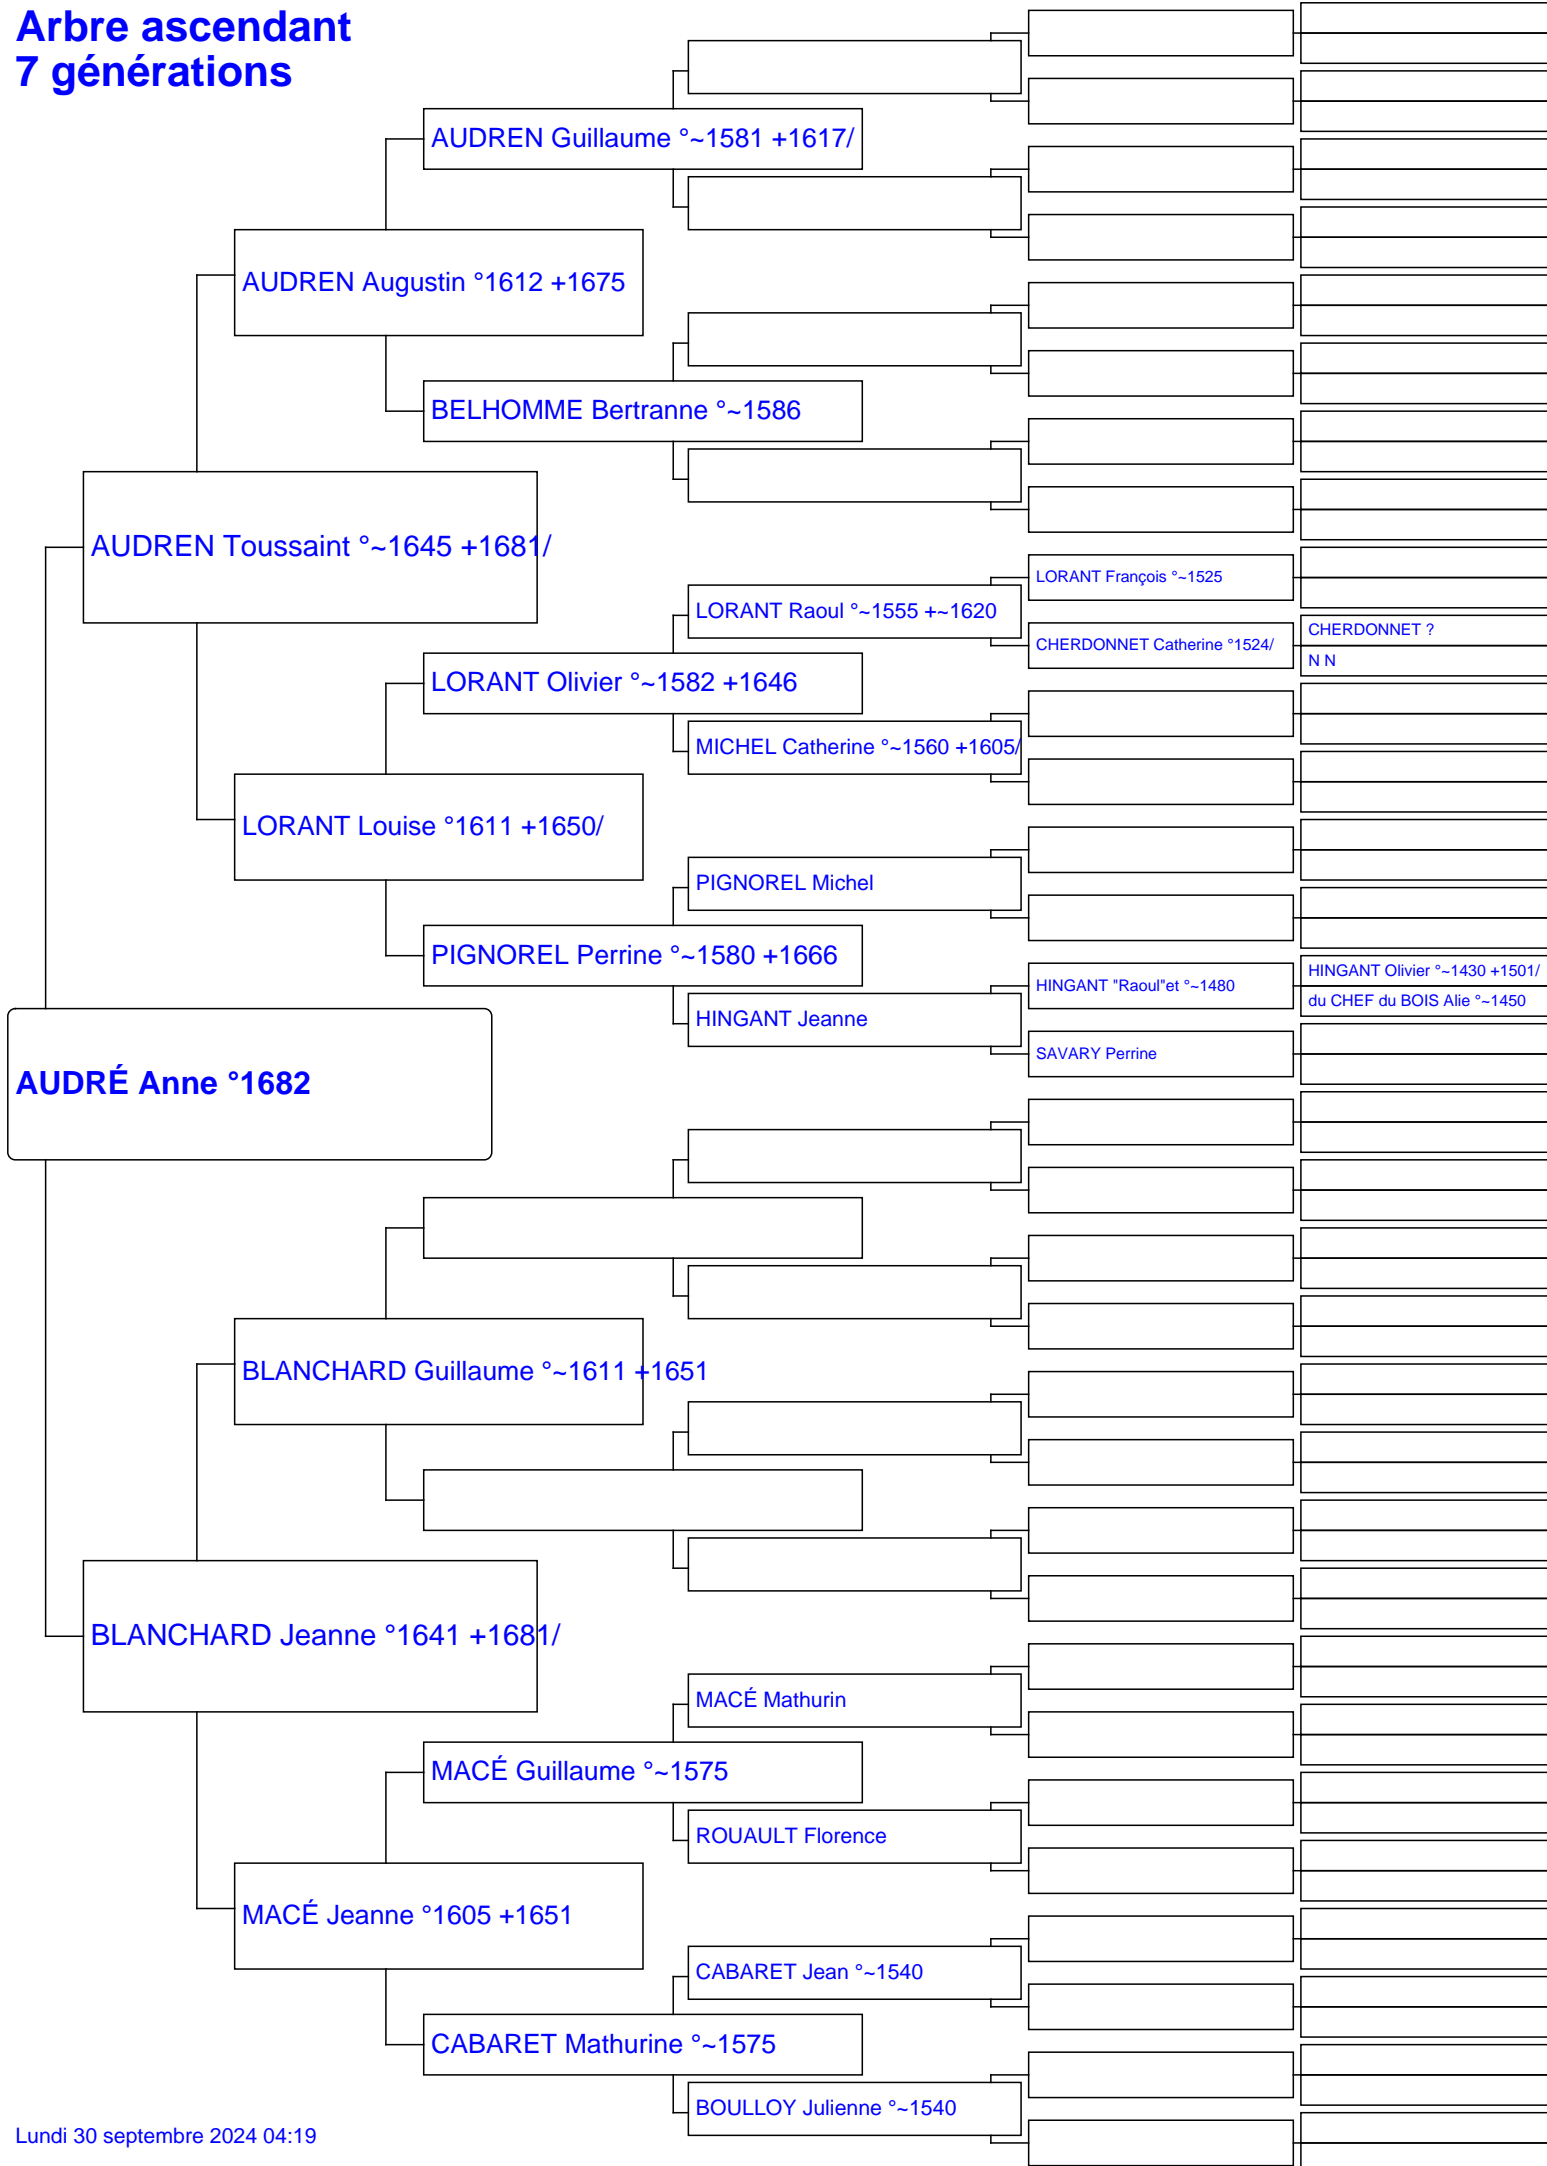 Arbre ascendant
7 générations
AUDREN Guillaume °~1581 +1617/
AUDREN Augustin °1612 +1675
BELHOMME Bertranne °~1586
AUDREN Toussaint °~1645 +1681/
LORANT François °~1525
LORANT Raoul °~1555 +~1620
CHERDONNET ?
CHERDONNET Catherine °1524/
N N
LORANT Olivier °~1582 +1646
MICHEL Catherine °~1560 +1605/
LORANT Louise °1611 +1650/
PIGNOREL Michel
PIGNOREL Perrine °~1580 +1666
HINGANT Olivier °~1430 +1501/
HINGANT "Raoul"et °~1480
du CHEF du BOIS Alie °~1450
HINGANT Jeanne
SAVARY Perrine
AUDRÉ Anne °1682
BLANCHARD Guillaume °~1611 +1651
BLANCHARD Jeanne °1641 +1681/
MACÉ Mathurin
MACÉ Guillaume °~1575
ROUAULT Florence
MACÉ Jeanne °1605 +1651
CABARET Jean °~1540
CABARET Mathurine °~1575
BOULLOY Julienne °~1540
Lundi 30 septembre 2024 04:19